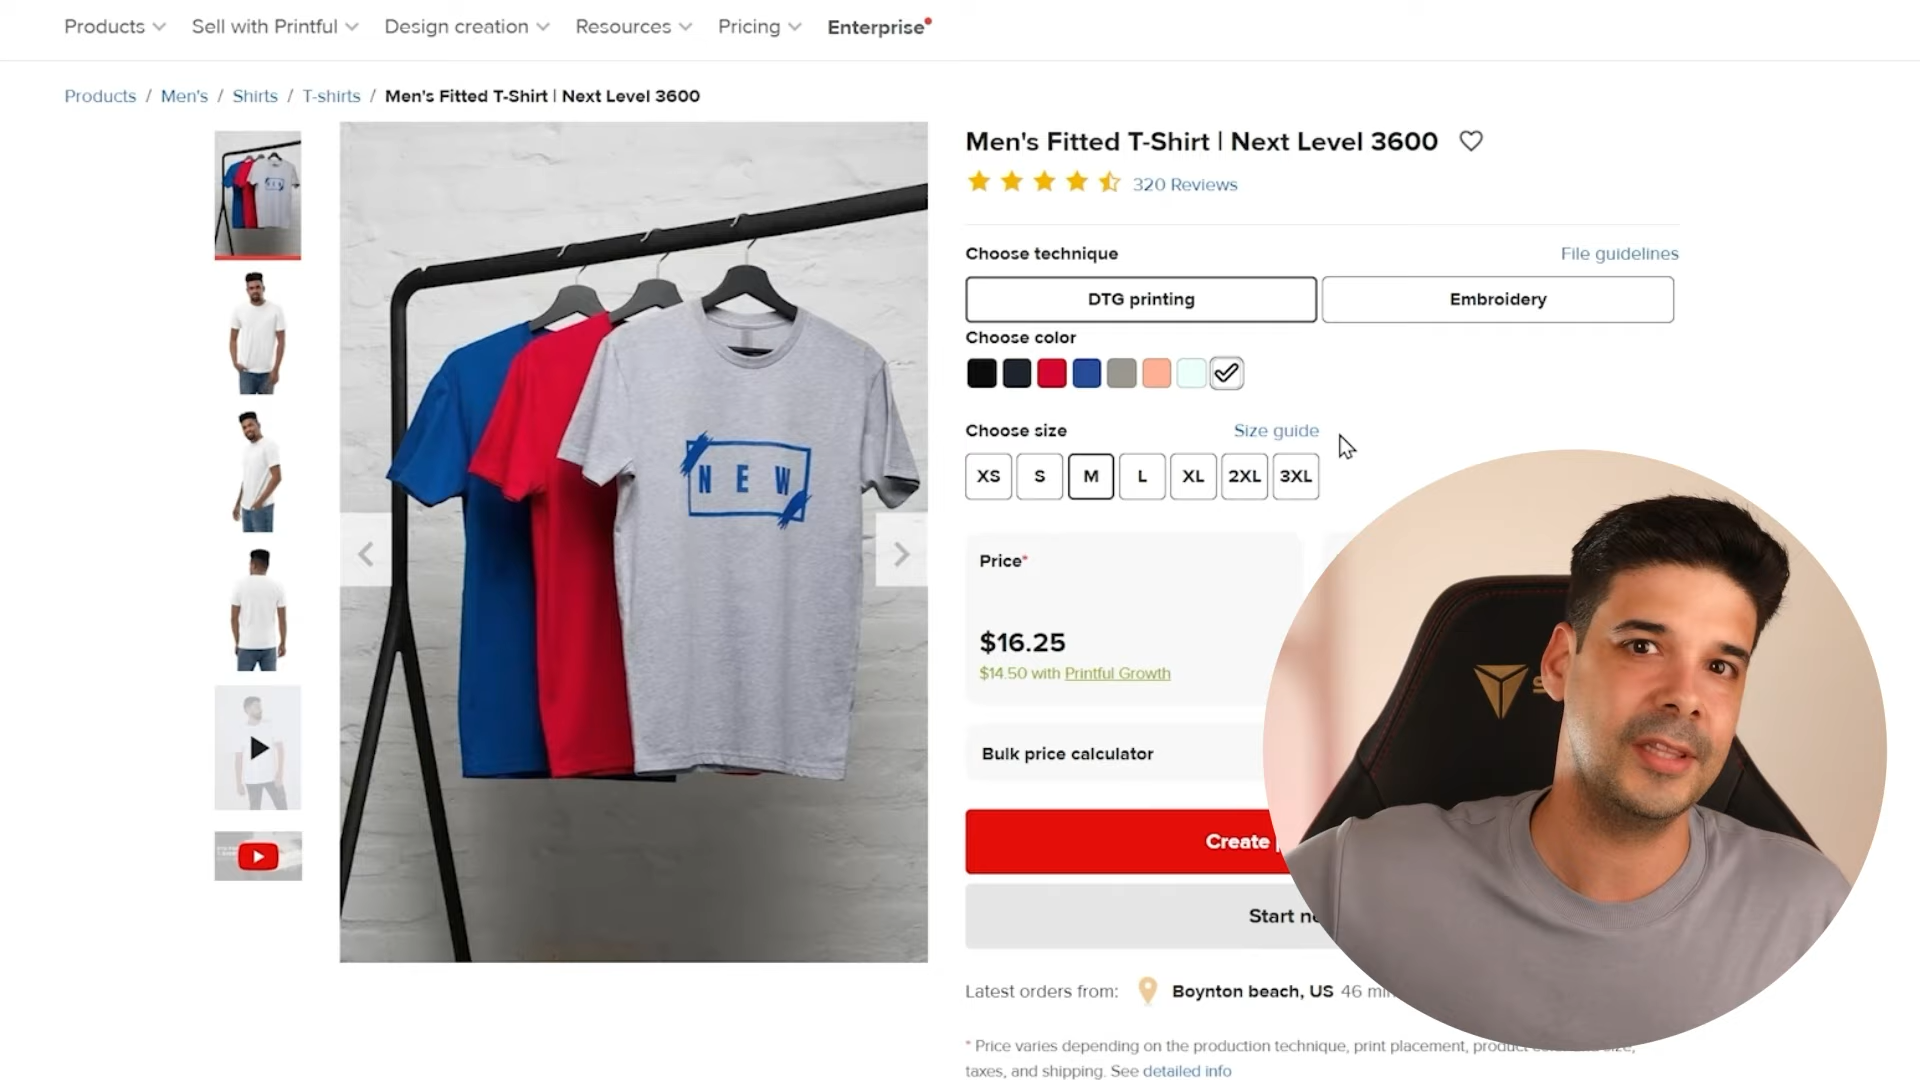 Products Sell with Printful Design creation Resources Pricing Enterprise
Products / Men's / Shirts / T-shirts / Men's Fitted T-Shirt | Next Level 3600
Men's Fitted T-Shirt | Next Level 3600
320 Reviews
Choose technique File guidelines
DTG printing Embroidery
Choose color
Choose size Size guide
XS S M L XL 2XL 3XL
NEW
Price*
$16.25
$14.50 with Printful Growth
Bulk price calculator
Create
Start
Latest orders from: Boynton beach, US 46
* Price varies depending on the production technique, print placement,
taxes, and shipping. See detailed info